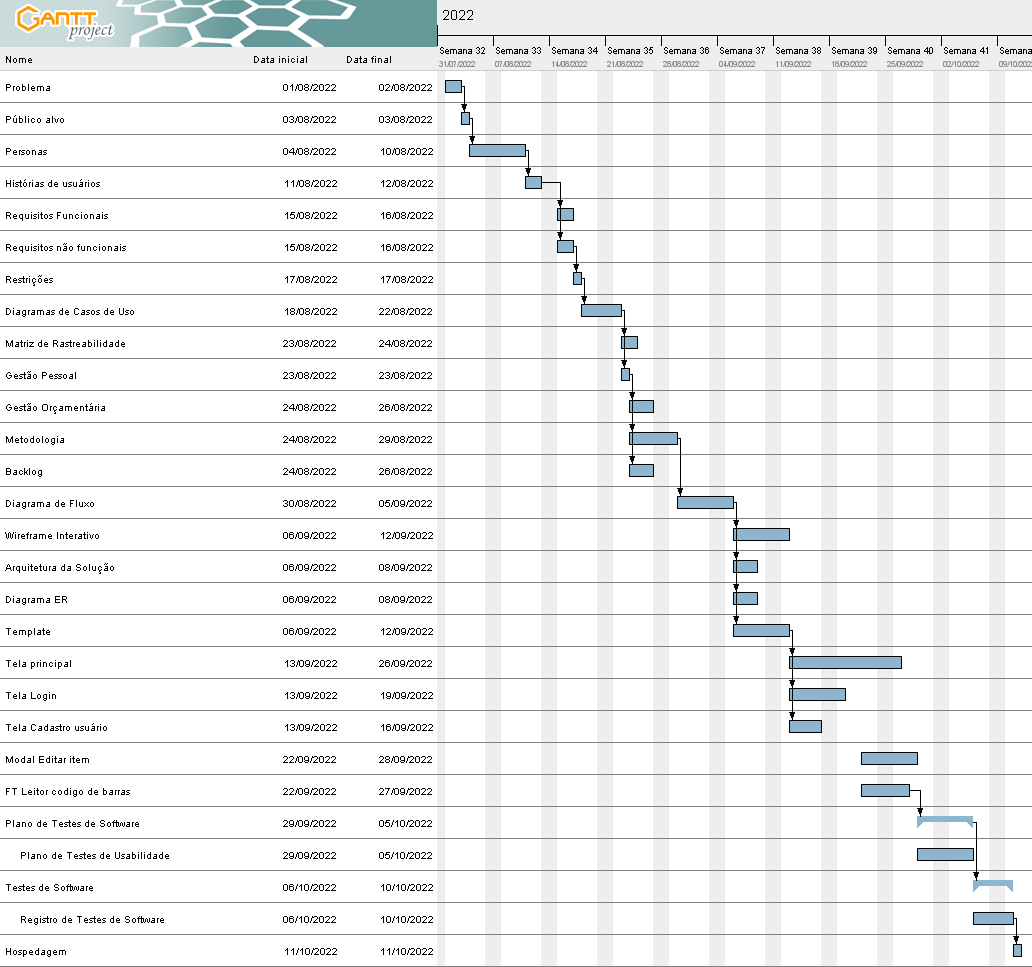 GANTT project
2022
Semana 32 Semana 33 Semana 34 Semana 35 Semana 36 Semana 37 Semana 38 Semana 39 Semana 40 Semana 41 Semana
31/07/2022 07/08/2022 14/08/2022 21/08/2022 28/08/2022 04/09/2022 11/09/2022 18/09/2022 25/09/2022 02/10/2022 09/10/2022
Nome Data inicial Data final
Problema 01/08/2022 02/08/2022
Público alvo 03/08/2022 03/08/2022
Personas 04/08/2022 10/08/2022
Histórias de usuários 11/08/2022 12/08/2022
Requisitos Funcionais 15/08/2022 16/08/2022
Requisitos não funcionais 15/08/2022 16/08/2022
Restrições 17/08/2022 17/08/2022
Diagramas de Casos de Uso 18/08/2022 22/08/2022
Matriz de Rastreabilidade 23/08/2022 24/08/2022
Gestão Pessoal 23/08/2022 23/08/2022
Gestão Orçamentária 24/08/2022 26/08/2022
Metodologia 24/08/2022 29/08/2022
Backlog 24/08/2022 26/08/2022
Diagrama de Fluxo 30/08/2022 05/09/2022
Wireframe Interativo 06/09/2022 12/09/2022
Arquitetura da Solução 06/09/2022 08/09/2022
Diagrama ER 06/09/2022 08/09/2022
Template 06/09/2022 12/09/2022
Tela principal 13/09/2022 26/09/2022
Tela Login 13/09/2022 19/09/2022
Tela Cadastro usuário 13/09/2022 16/09/2022
Modal Editar item 22/09/2022 28/09/2022
FT Leitor codigo de barras 22/09/2022 27/09/2022
Plano de Testes de Software 29/09/2022 05/10/2022
Plano de Testes de Usabilidade 29/09/2022 05/10/2022
Testes de Software 06/10/2022 10/10/2022
Registro de Testes de Software 06/10/2022 10/10/2022
Hospedagem 11/10/2022 11/10/2022